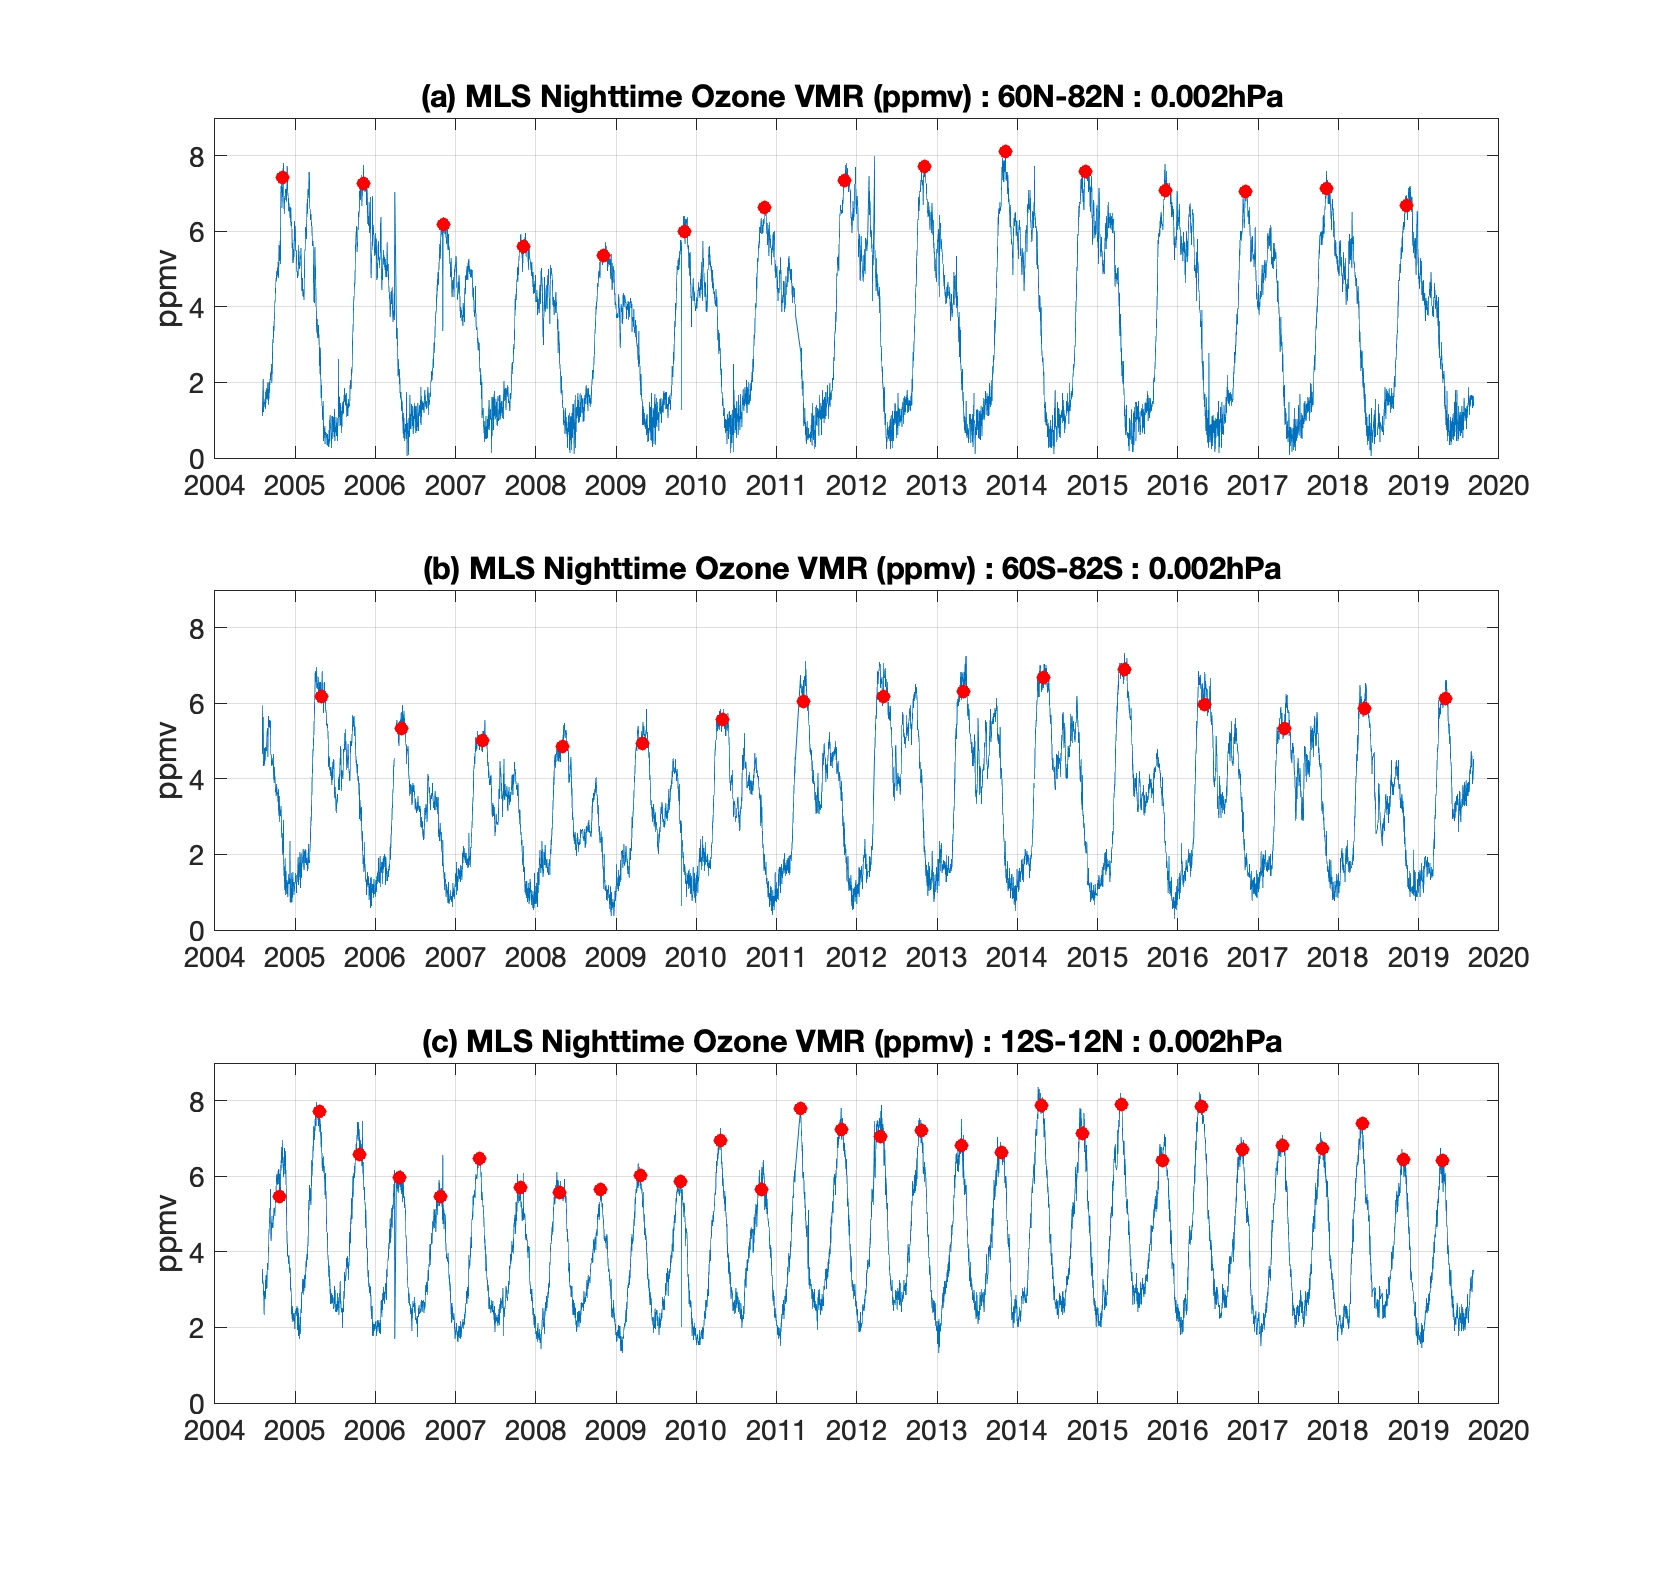 (a) MLS Nighttime Ozone VMR (ppmv) : 60N-82N : 0.002hPa
8
6
4
2
0
ppmv
2004 2005 2006 2007 2008 2009 2010 2011 2012 2013 2014 2015 2016 2017 2018 2019 2020
(b) MLS Nighttime Ozone VMR (ppmv) : 60S-82S : 0.002hPa
8
6
4
2
0
ppmv
2004 2005 2006 2007 2008 2009 2010 2011 2012 2013 2014 2015 2016 2017 2018 2019 2020
(c) MLS Nighttime Ozone VMR (ppmv) : 12S-12N : 0.002hPa
8
6
4
2
0
ppmv
2004 2005 2006 2007 2008 2009 2010 2011 2012 2013 2014 2015 2016 2017 2018 2019 2020